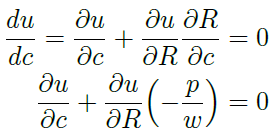 du/dc = ∂u/∂c + ∂u/∂R ∂R/∂c = 0
∂u/∂c + ∂u/∂R (−p/w) = 0